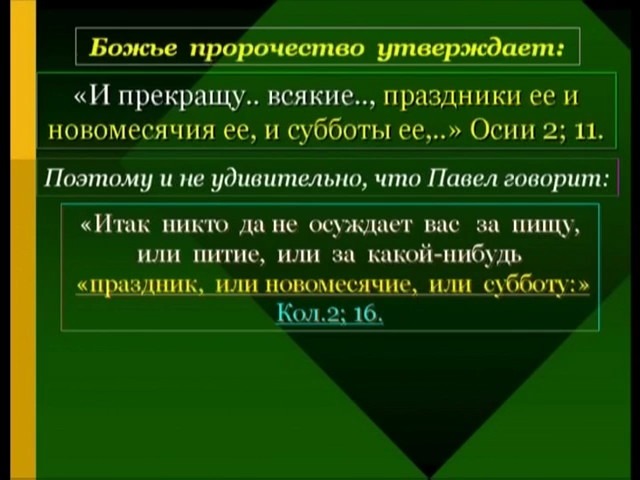 Божье пророчество утверждает:
«И прекращу.. всякие.., праздники ее и
новомесячия ее, и субботы ее,..» Осии 2; 11.
Поэтому и не удивительно, что Павел говорит:
«Итак никто да не осуждает вас за пищу,
или питие, или за какой-нибудь
«праздник, или новомесячие, или субботу:»
Кол.2; 16.